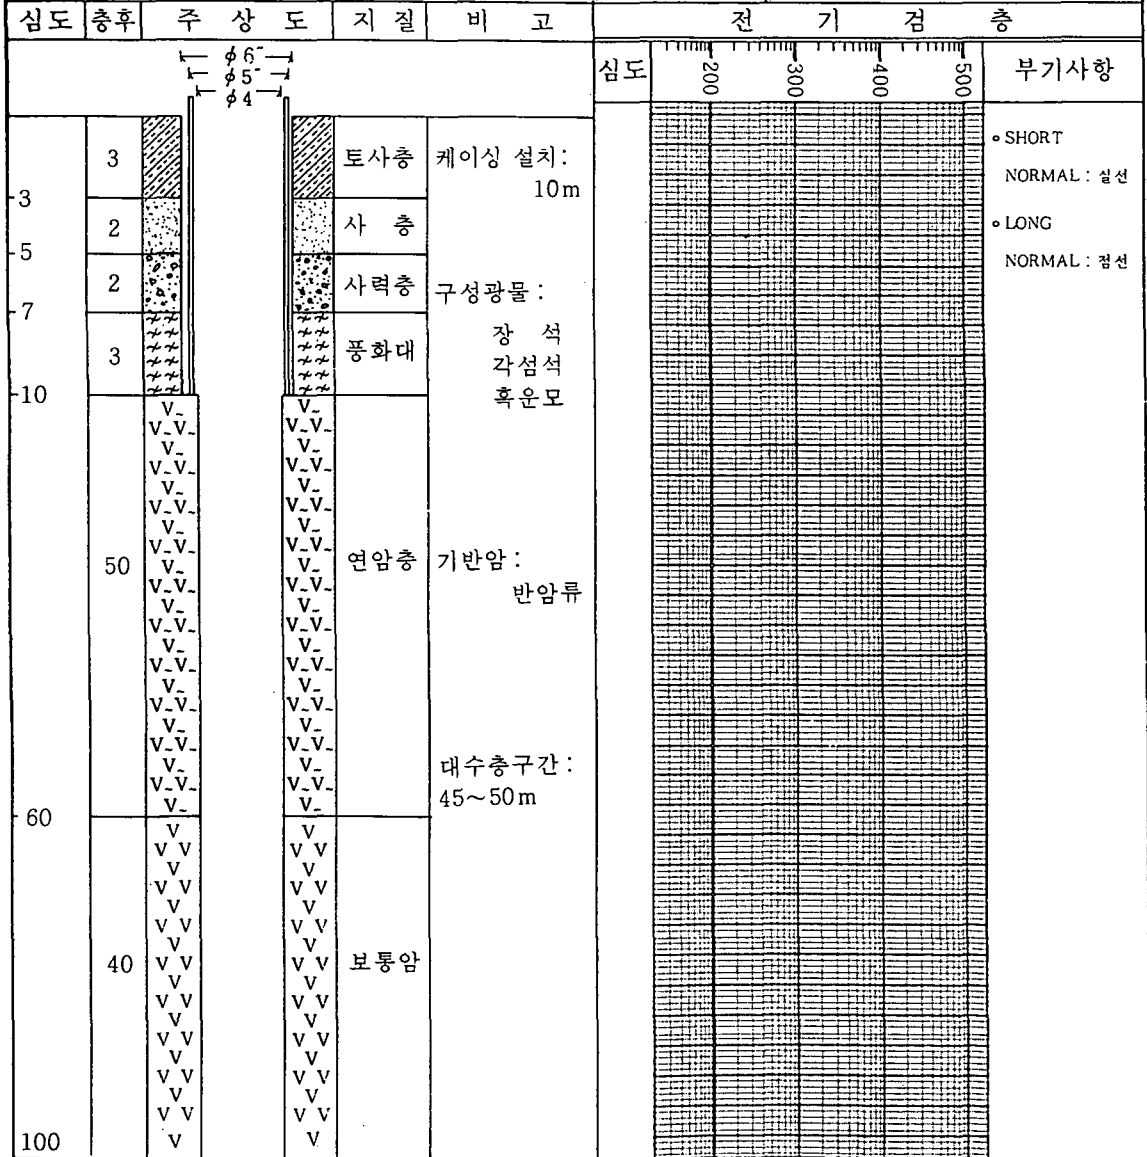 심도 층후 주 상 도 지 질 비 고 전 기 검 층
φ6"
φ5"
φ4
심도 200 300 400 500 부기사항
3 토사층 케이싱 설치:
10m
3
2 사 층
5
2 사력층 구성광물:
7
장 석
3 풍화대
각섬석
흑운모
10
50 연암층 기반암:
반암류
대수층구간:
45~50m
60
40 보통암
100
∘SHORT
NORMAL: 실선
∘LONG
NORMAL: 점선